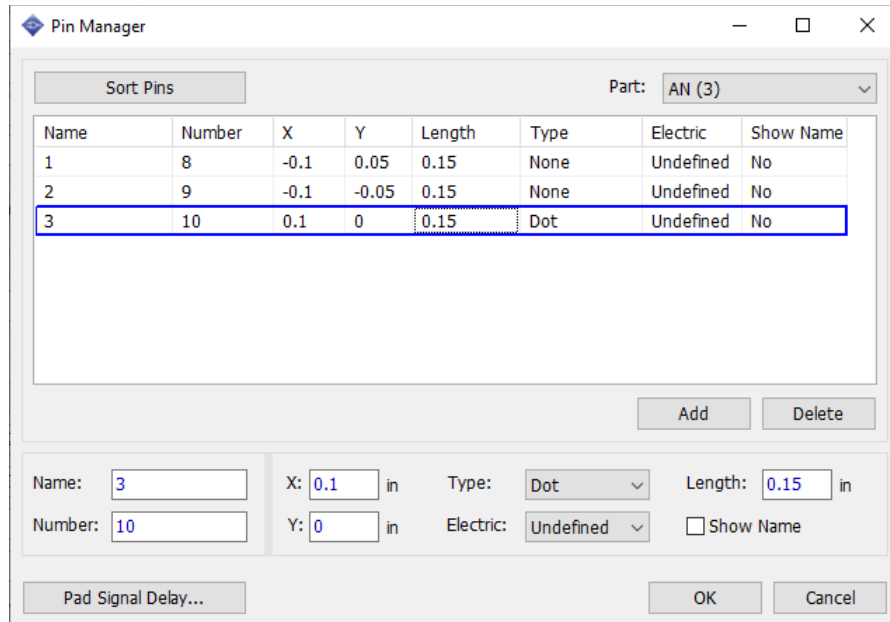 Pin Manager
Sort Pins Part: AN (3)
Name Number X Y Length Type Electric Show Name
1 8 -0.1 0.05 0.15 None Undefined No
2 9 -0.1 -0.05 0.15 None Undefined No
3 10 0.1 0 0.15 Dot Undefined No
Add Delete
Name: 3 X: 0.1 in Type: Dot Length: 0.15 in
Number: 10 Y: 0 in Electric: Undefined Show Name
Pad Signal Delay... OK Cancel